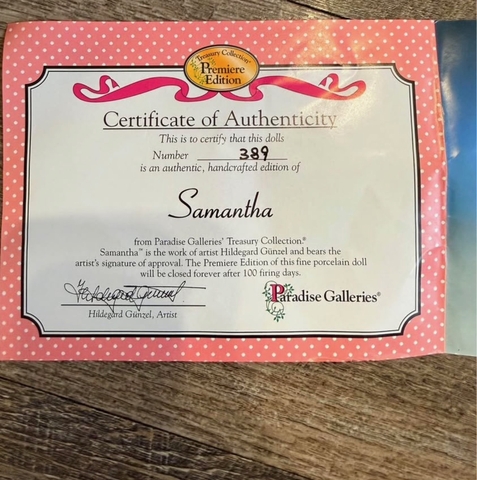 Treasury Collection®
Premiere
Edition
Certificate of Authenticity
This is to certify that this dolls
Number 389
is an authentic, handcrafted edition of
Samantha
from Paradise Galleries' Treasury Collection.®
Samantha™ is the work of artist Hildegard Günzel and bears the
artist's signature of approval. The Premiere Edition of this fine porcelain doll
will be closed forever after 100 firing days.
Hildegard Günzel
Hildegard Günzel, Artist
Paradise Galleries®